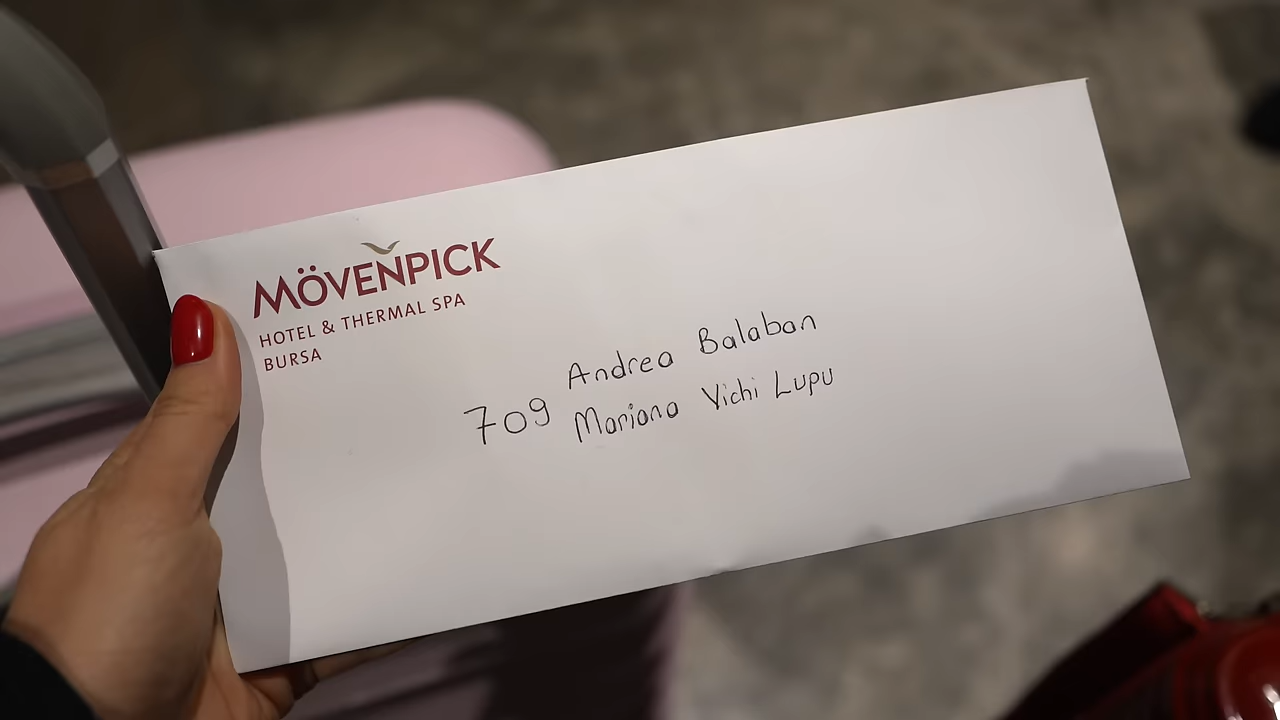 MÖVENPICK
HOTEL & THERMAL SPA
BURSA
Andrea Balaban
709 Mariana Vichi Lupu